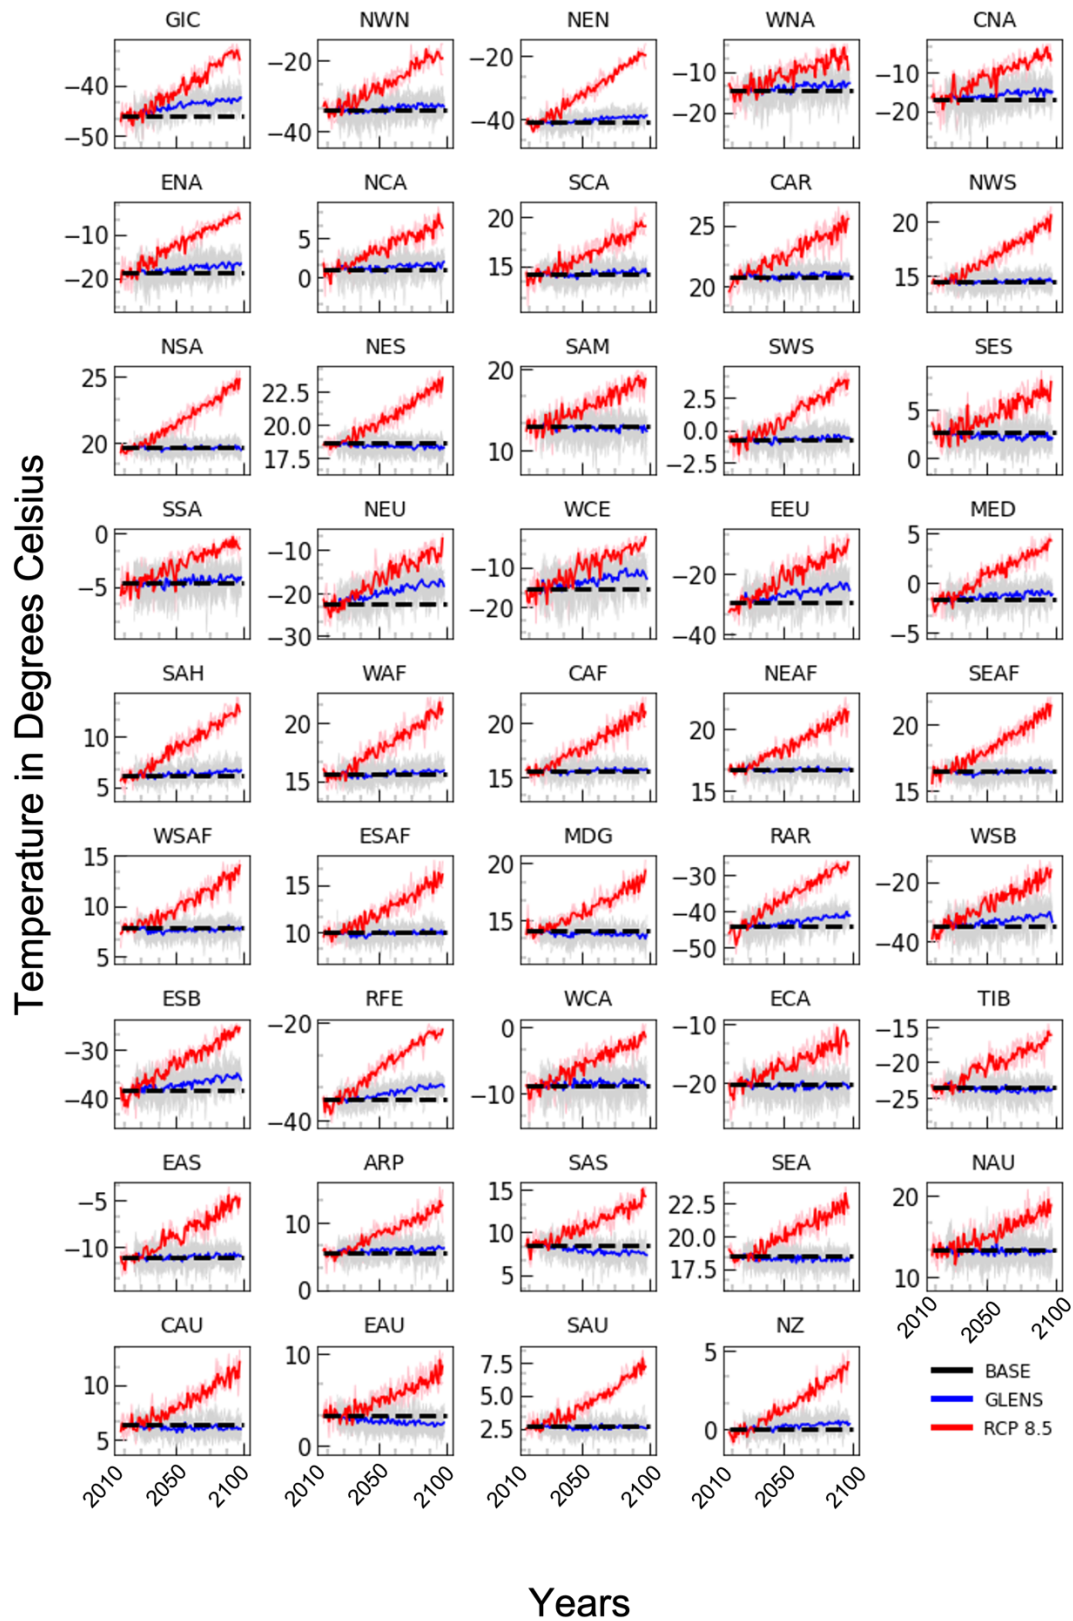 GIC NWN NEN WNA CNA
−40 −20 −20 −10 −10
−50 −40 −40 −20 −20
ENA NCA SCA CAR NWS
−10 5 20 25 20
−20 0 15 20 15
NSA NES SAM SWS SES
25 22.5 20 2.5 5
20 20.0 10 0.0 0
17.5 −2.5
SSA NEU WCE EEU MED
0 −10 −10 −20 5
−5 −20 −20 −40 0
−30 −5
SAH WAF CAF NEAF SEAF
10 20 20 20 20
5 15 15 15 15
WSAF ESAF MDG RAR WSB
15 15 20 −30 −20
10 10 15 −40 −40
5 −50
ESB RFE WCA ECA TIB
−30 −20 0 −10 −15
−40 −40 −10 −20 −20
−25
EAS ARP SAS SEA NAU
−5 10 15 22.5 20
−10 0 10 20.0 10
5 17.5
2010 2050 2100
CAU EAU SAU NZ
10 10 7.5 5
5 0 5.0 0
2.5
BASE
GLENS
RCP 8.5
2010 2050 2100 2010 2050 2100 2010 2050 2100 2010 2050 2100
Temperature in Degrees Celsius
Years